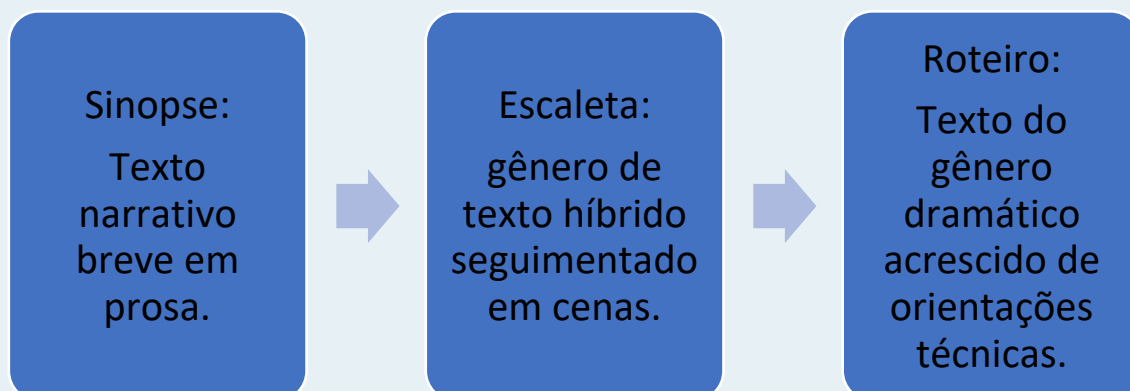 Sinopse:
Texto
narrativo
breve em
prosa.
Escaleta:
gênero de
texto híbrido
seguimentado
em cenas.
Roteiro:
Texto do
gênero
dramático
acrescido de
orientações
técnicas.